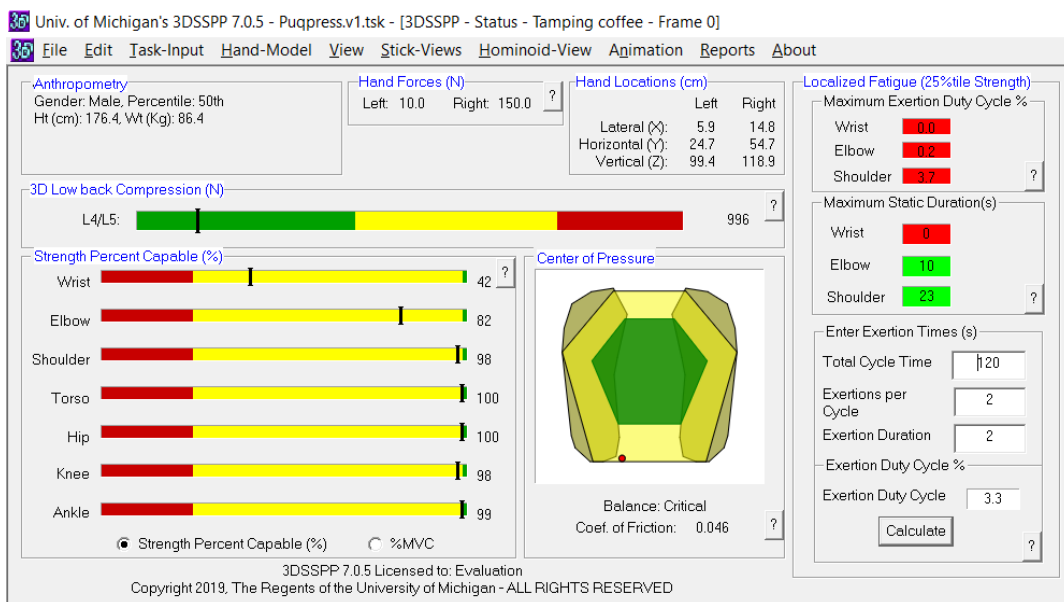 Univ. of Michigan's 3DSSPP 7.0.5 - Puqpress.v1.tsk - [3DSSPP - Status - Tamping coffee - Frame 0]
File Edit Task-Input Hand-Model View Stick-Views Hominoid-View Animation Reports About
Anthropometry
Gender: Male, Percentile: 50th
Ht (cm): 176.4, Wt (Kg): 86.4
Hand Forces (N)
Left: 10.0 Right: 150.0 ?
Hand Locations (cm)
Left Right
Lateral (X): 5.9 14.8
Horizontal (Y): 24.7 54.7
Vertical (Z): 99.4 118.9
3D Low back Compression (N)
L4/L5: 996 ?
Strength Percent Capable (%)
Wrist 42 ?
Elbow 82
Shoulder 98
Torso 100
Hip 100
Knee 98
Ankle 99
Strength Percent Capable (%) %MVC
Center of Pressure
Balance: Critical
Coef. of Friction: 0.046 ?
Localized Fatigue (25%tile Strength)
Maximum Exertion Duty Cycle %
Wrist 0.0
Elbow 0.2
Shoulder 3.7 ?
Maximum Static Duration(s)
Wrist 0
Elbow 10
Shoulder 23 ?
Enter Exertion Times (s)
Total Cycle Time 120
Exertions per
Cycle 2
Exertion Duration 2
Exertion Duty Cycle %
Exertion Duty Cycle 3.3
Calculate ?
3DSSPP 7.0.5 Licensed to: Evaluation
Copyright 2019, The Regents of the University of Michigan - ALL RIGHTS RESERVED